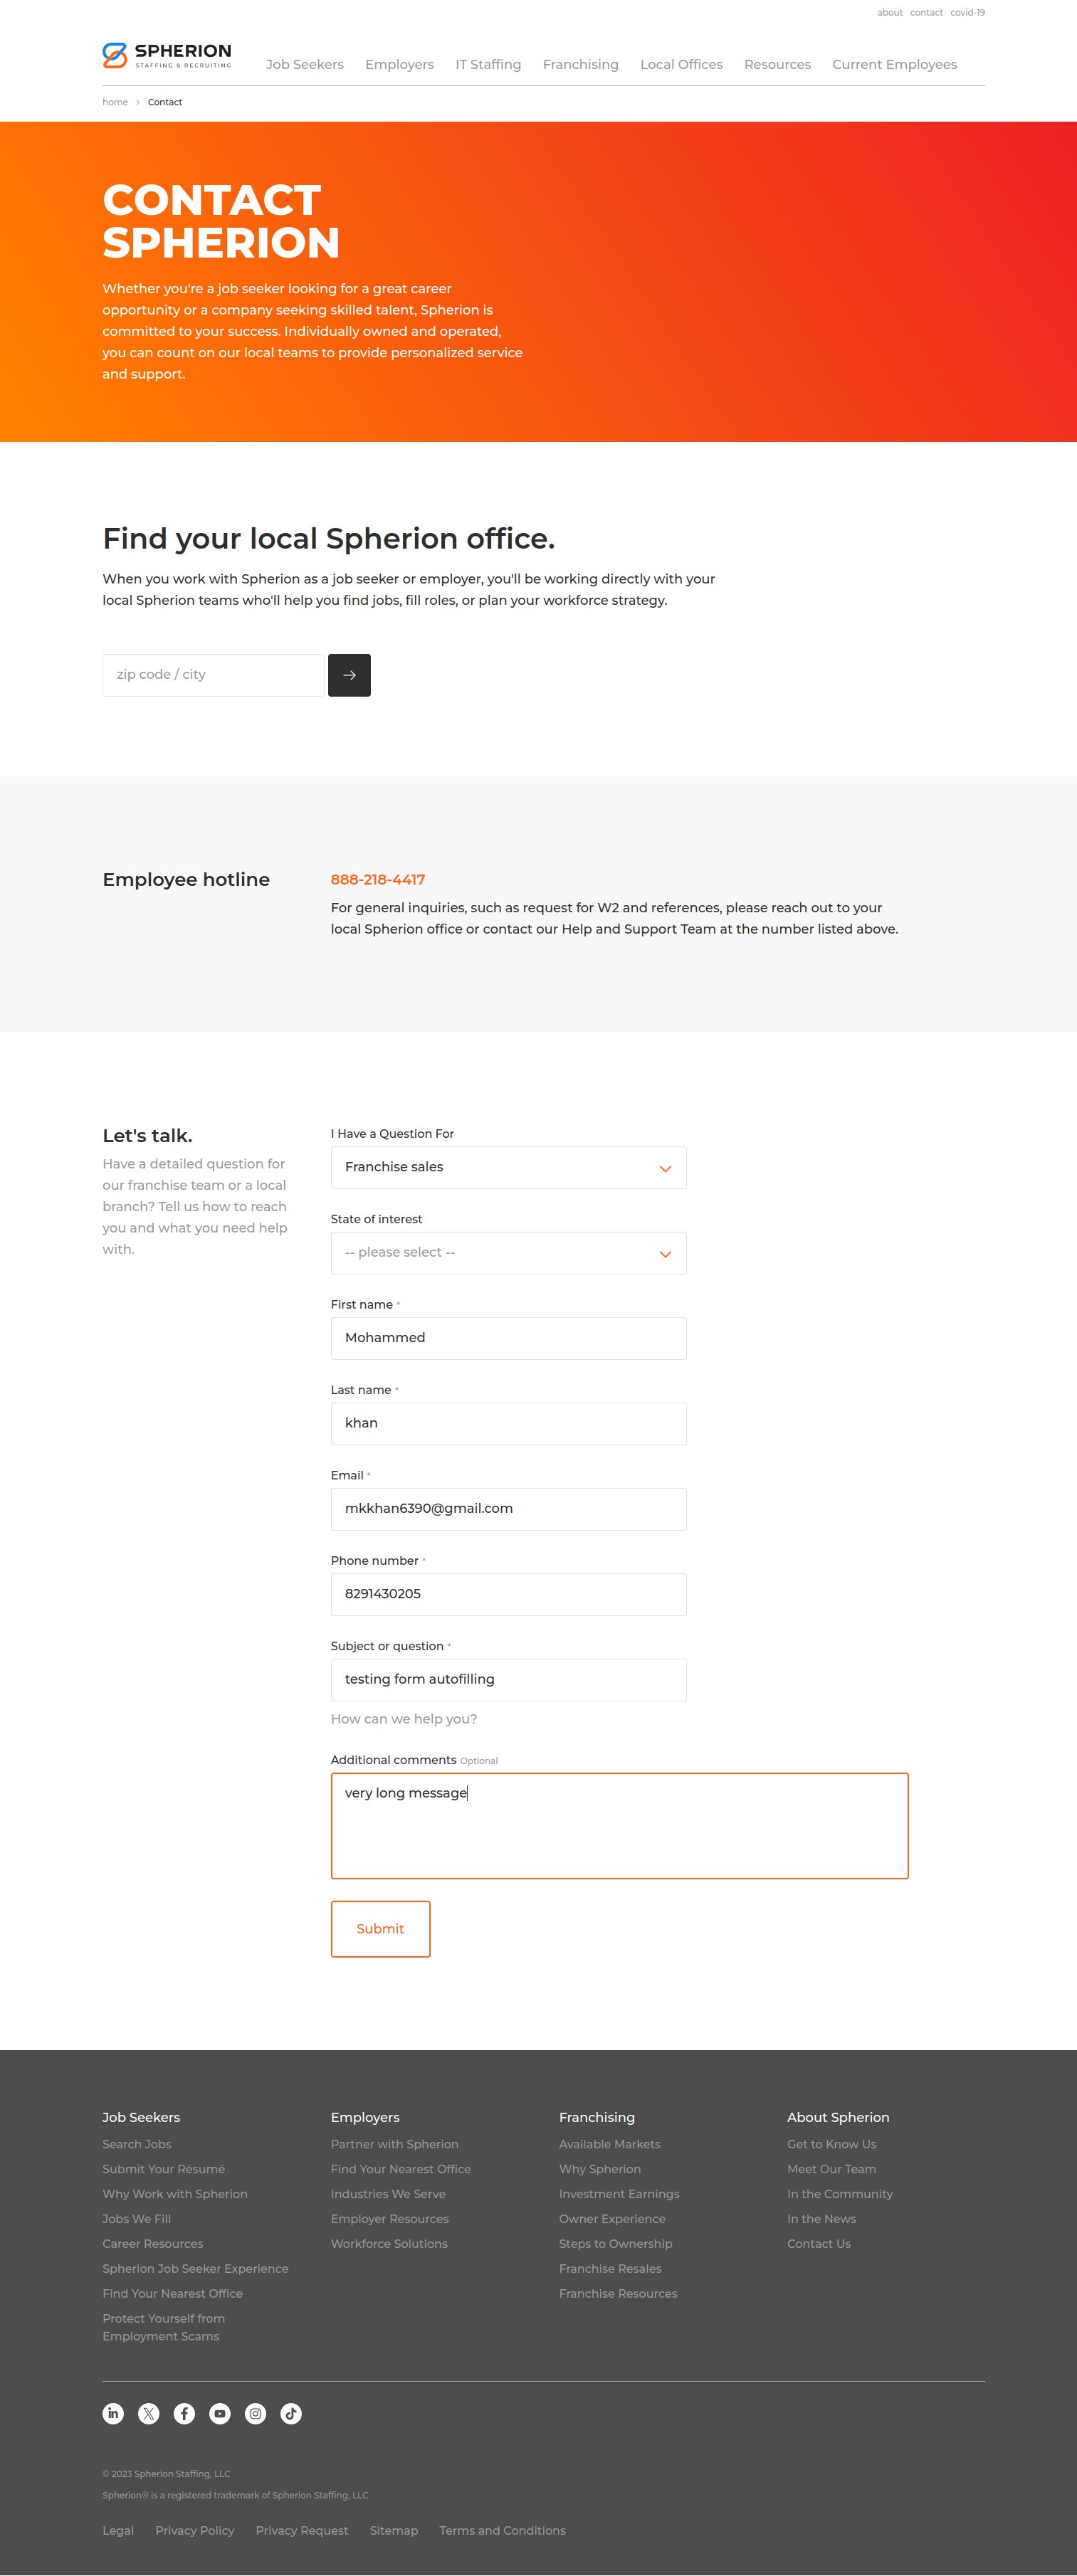 about contact covid-19
SPHERION
STAFFING & RECRUITING
Job Seekers Employers IT Staffing Franchising Local Offices Resources Current Employees
home > Contact
CONTACT
SPHERION
Whether you're a job seeker looking for a great career
opportunity or a company seeking skilled talent, Spherion is
committed to your success. Individually owned and operated,
you can count on our local teams to provide personalized service
and support.
Find your local Spherion office.
When you work with Spherion as a job seeker or employer, you'll be working directly with your
local Spherion teams who'll help you find jobs, fill roles, or plan your workforce strategy.
zip code / city
Employee hotline
888-218-4417
For general inquiries, such as request for W2 and references, please reach out to your
local Spherion office or contact our Help and Support Team at the number listed above.
Let's talk.
Have a detailed question for
our franchise team or a local
branch? Tell us how to reach
you and what you need help
with.
I Have a Question For
Franchise sales
State of interest
-- please select --
First name *
Mohammed
Last name *
khan
Email *
mkkhan6390@gmail.com
Phone number *
8291430205
Subject or question *
testing form autofilling
How can we help you?
Additional comments Optional
very long message
Submit
Job Seekers
Search Jobs
Submit Your Résumé
Why Work with Spherion
Jobs We Fill
Career Resources
Spherion Job Seeker Experience
Find Your Nearest Office
Protect Yourself from
Employment Scams
Employers
Partner with Spherion
Find Your Nearest Office
Industries We Serve
Employer Resources
Workforce Solutions
Franchising
Available Markets
Why Spherion
Investment Earnings
Owner Experience
Steps to Ownership
Franchise Resales
Franchise Resources
About Spherion
Get to Know Us
Meet Our Team
In the Community
In the News
Contact Us
© 2023 Spherion Staffing, LLC
Spherion® is a registered trademark of Spherion Staffing, LLC
Legal Privacy Policy Privacy Request Sitemap Terms and Conditions